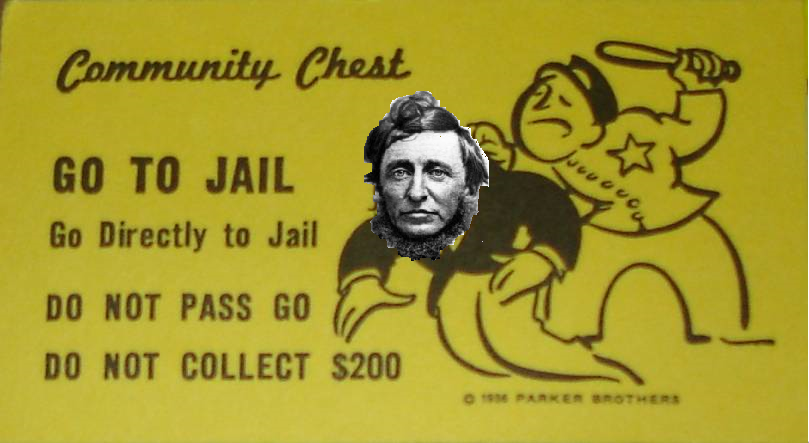 Community Chest
GO TO JAIL
Go Directly to Jail
DO NOT PASS GO
DO NOT COLLECT $200
© 1936 PARKER BROTHERS